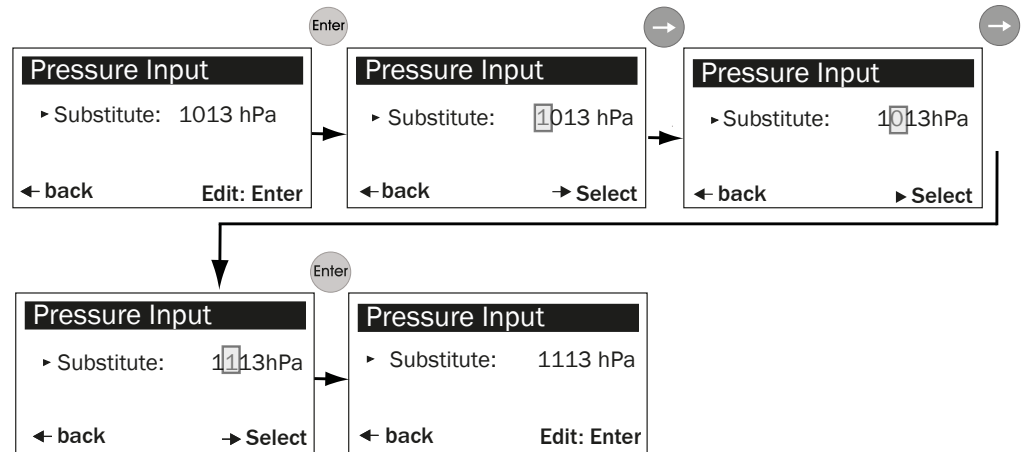 Enter
Pressure Input
▸ Substitute: 1013 hPa
← back Edit: Enter
→
Pressure Input
▸ Substitute: 1013 hPa
← back → Select
→
Pressure Input
▸ Substitute: 1013hPa
← back ▸ Select
Enter
Pressure Input
▸ Substitute: 1113hPa
← back → Select
Pressure Input
▸ Substitute: 1113 hPa
← back Edit: Enter